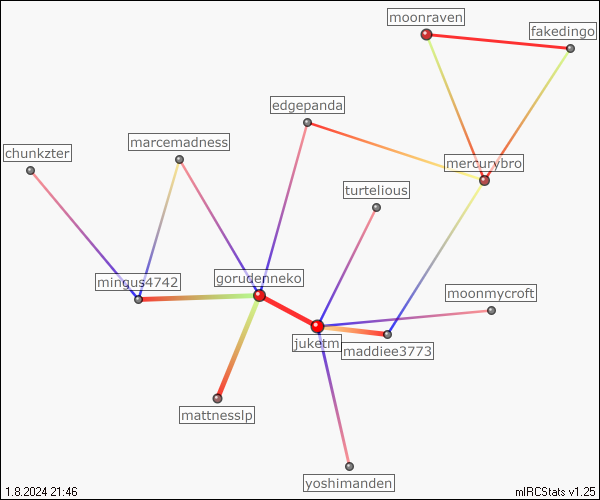 moonraven
fakedingo
edgepanda
marcemadness
chunkzter
mercurybro
turtelious
mingus4742
gorudenneko
moonmycroft
juketm
maddiee3773
mattnesslp
yoshimanden
1.8.2024 21:46
mIRCStats v1.25